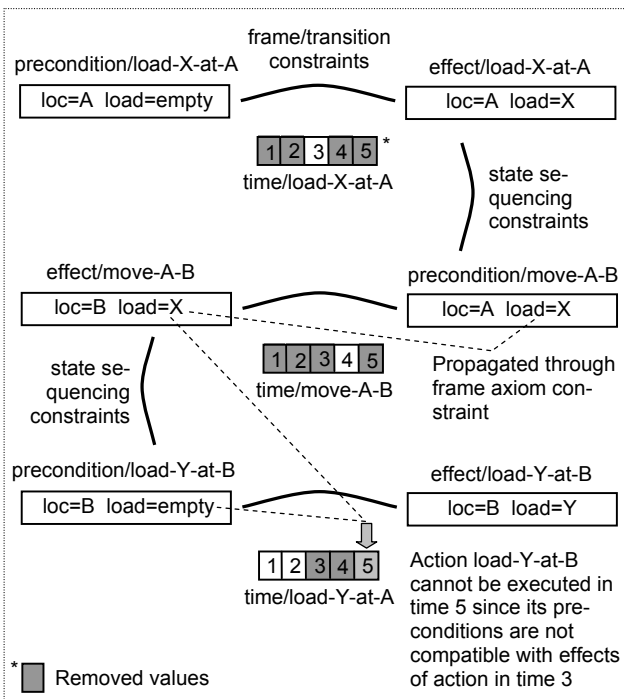 frame/transition
constraints
precondition/load-X-at-A
effect/load-X-at-A
loc=A load=empty
loc=A load=X
1 2 3 4 5 *
time/load-X-at-A
state se-
quencing
constraints
effect/move-A-B
precondition/move-A-B
loc=B load=X
loc=A load=X
state se-
quencing
constraints
1 2 3 4 5
time/move-A-B
Propagated through
frame axiom con-
straint
precondition/load-Y-at-B
effect/load-Y-at-B
loc=B load=empty
loc=B load=Y
1 2 3 4 5
time/load-Y-at-A
Action load-Y-at-B
cannot be executed in
time 5 since its pre-
conditions are not
compatible with effects
of action in time 3
* Removed values